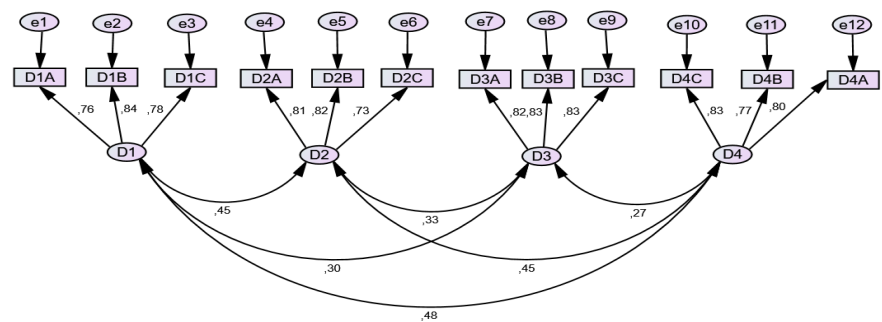 e1 e2 e3 e4 e5 e6 e7 e8 e9 e10 e11 e12
D1A D1B D1C D2A D2B D2C D3A D3B D3C D4C D4B D4A
,76 ,84 ,78 ,81 ,82 ,73 ,82 ,83 ,83 ,83 ,77 ,80
D1 D2 D3 D4
,45 ,33 ,27
,30 ,45
,48